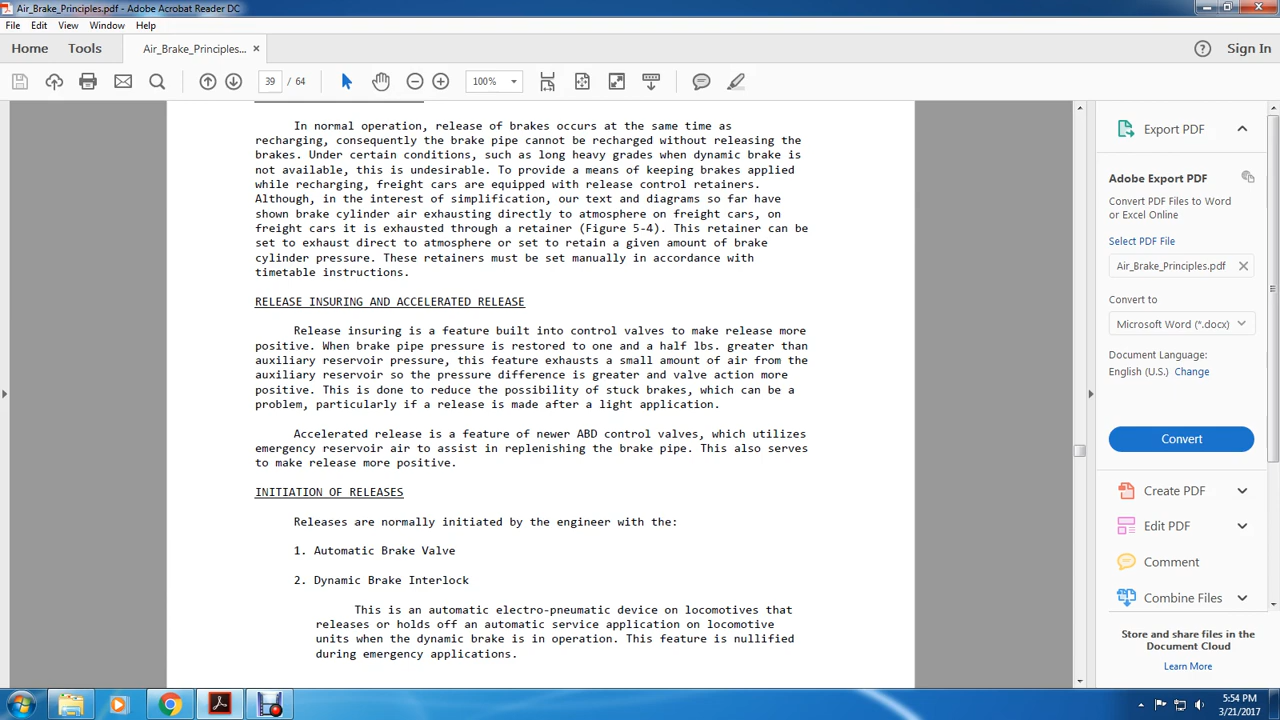 Air_Brake_Principles.pdf - Adobe Acrobat Reader DC
File Edit View Window Help
Home Tools Air_Brake_Principles... × ? Sign In
39 / 64 100%
In normal operation, release of brakes occurs at the same time as
recharging, consequently the brake pipe cannot be recharged without releasing the
brakes. Under certain conditions, such as long heavy grades when dynamic brake is
not available, this is undesirable. To provide a means of keeping brakes applied
while recharging, freight cars are equipped with release control retainers.
Although, in the interest of simplification, our text and diagrams so far have
shown brake cylinder air exhausting directly to atmosphere on freight cars, on
freight cars it is exhausted through a retainer (Figure 5-4). This retainer can be
set to exhaust direct to atmosphere or set to retain a given amount of brake
cylinder pressure. These retainers must be set manually in accordance with
timetable instructions.
RELEASE INSURING AND ACCELERATED RELEASE
Release insuring is a feature built into control valves to make release more
positive. When brake pipe pressure is restored to one and a half lbs. greater than
auxiliary reservoir pressure, this feature exhausts a small amount of air from the
auxiliary reservoir so the pressure difference is greater and valve action more
positive. This is done to reduce the possibility of stuck brakes, which can be a
problem, particularly if a release is made after a light application.
Accelerated release is a feature of newer ABD control valves, which utilizes
emergency reservoir air to assist in replenishing the brake pipe. This also serves
to make release more positive.
INITIATION OF RELEASES
Releases are normally initiated by the engineer with the:
1. Automatic Brake Valve
2. Dynamic Brake Interlock
This is an automatic electro-pneumatic device on locomotives that
releases or holds off an automatic service application on locomotive
units when the dynamic brake is in operation. This feature is nullified
during emergency applications.
Export PDF
Adobe Export PDF
Convert PDF Files to Word
or Excel Online
Select PDF File
Air_Brake_Principles.pdf
Convert to
Microsoft Word (*.docx)
Document Language:
English (U.S.) Change
Convert
Create PDF
Edit PDF
Comment
Combine Files
Store and share files in the
Document Cloud
Learn More
5:54 PM
3/21/2017